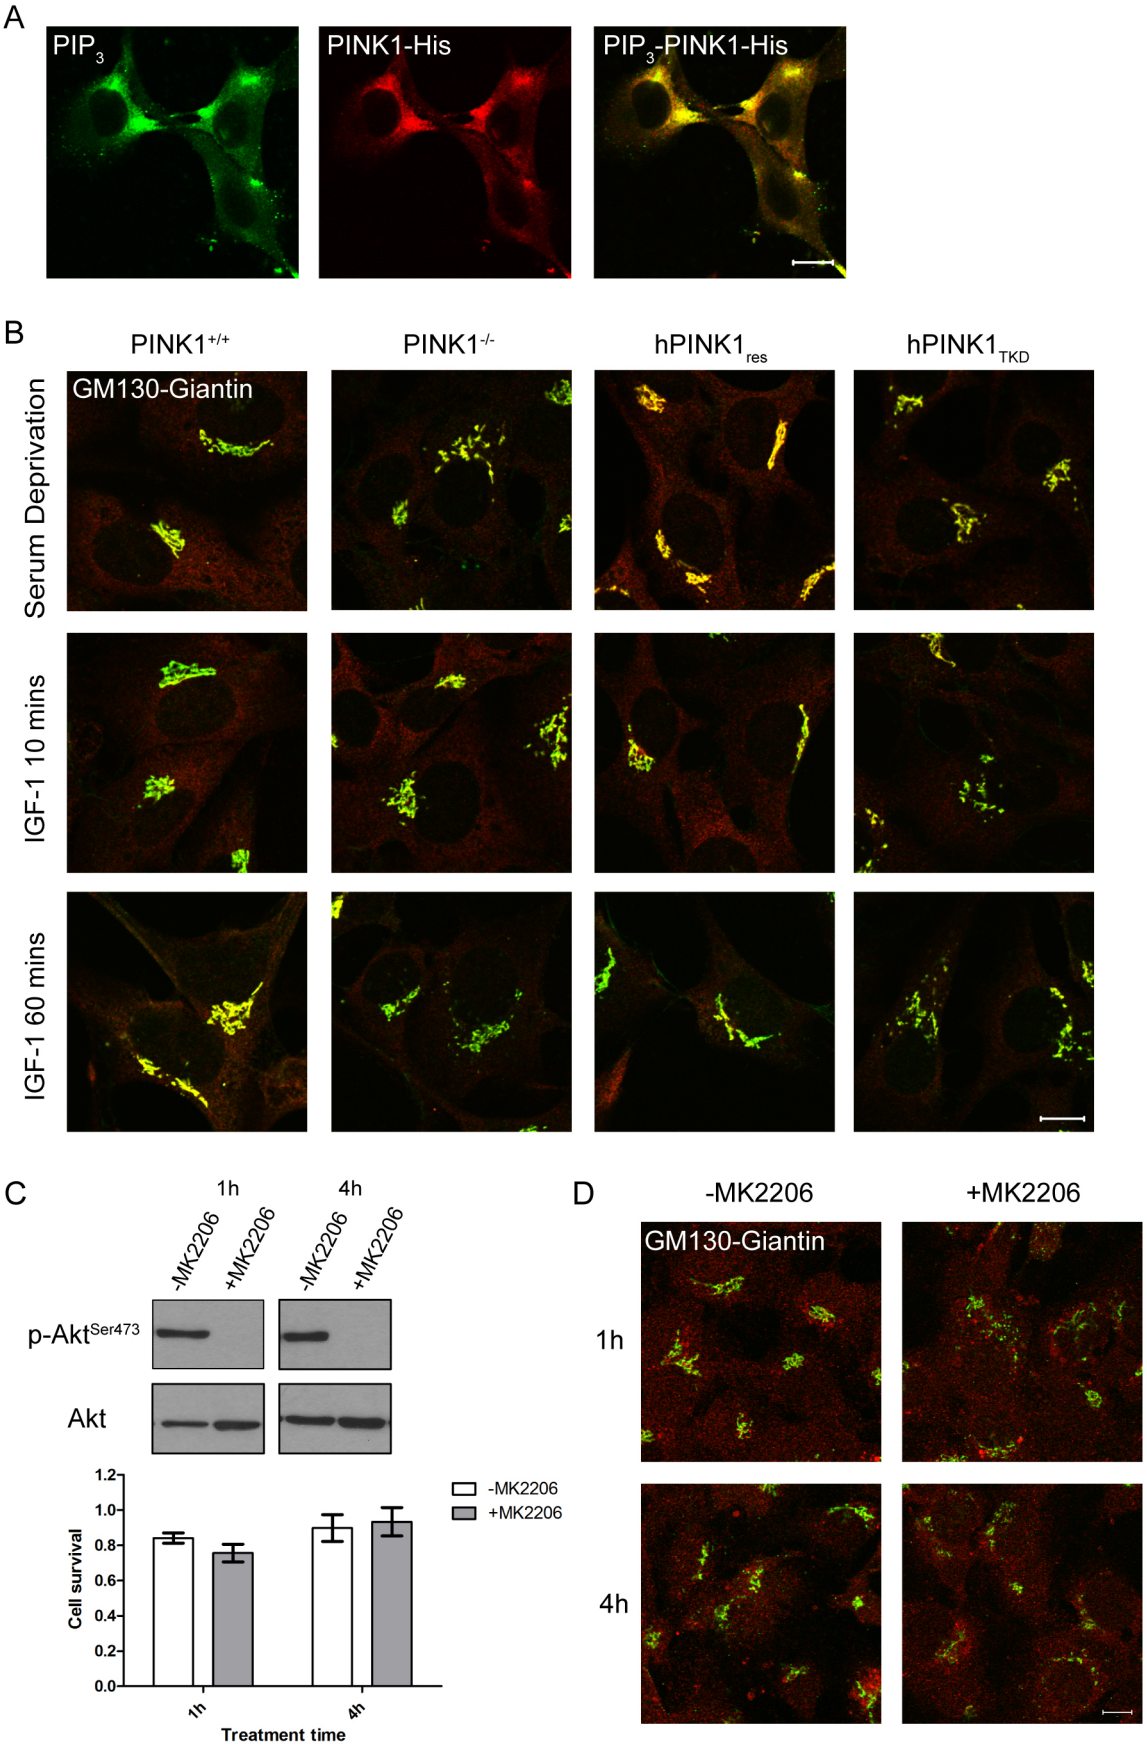 A
PIP3
PINK1-His
PIP3-PINK1-His
B
PINK1+/+
PINK1-/-
hPINK1res
hPINK1TKD
GM130-Giantin
Serum Deprivation
IGF-1 10 mins
IGF-1 60 mins
C
1h
4h
-MK2206
+MK2206
-MK2206
+MK2206
p-AktSer473
Akt
1.2
1.0
0.8
0.6
0.4
0.2
0.0
Cell survival
1h
4h
Treatment time
-MK2206
+MK2206
D
-MK2206
+MK2206
GM130-Giantin
1h
4h